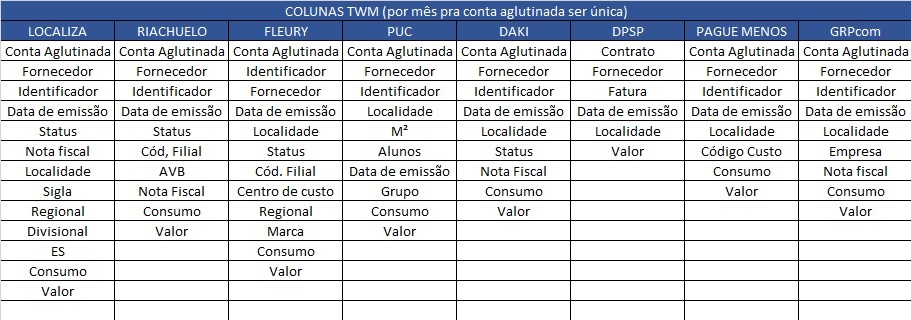 COLUNAS TWM (por mês pra conta aglutinada ser única)
LOCALIZA RIACHUELO FLEURY PUC DAKI DPSP PAGUE MENOS GRPcom
Conta Aglutinada Conta Aglutinada Conta Aglutinada Conta Aglutinada Conta Aglutinada Contrato Conta Aglutinada Conta Aglutinada
Fornecedor Fornecedor Identificador Fornecedor Fornecedor Fornecedor Fornecedor Fornecedor
Identificador Identificador Fornecedor Identificador Identificador Fatura Identificador Identificador
Data de emissão Data de emissão Data de emissão Localidade Data de emissão Data de emissão Data de emissão Data de emissão
Status Status Localidade M² Localidade Localidade Localidade Localidade
Nota fiscal Cód, Filial Status Alunos Status Valor Código Custo Empresa
Localidade AVB Cód. Filial Data de emissão Nota Fiscal Consumo Nota fiscal
Sigla Nota Fiscal Centro de custo Grupo Consumo Valor Consumo
Regional Consumo Regional Consumo Valor Valor
Divisional Valor Marca Valor
ES Consumo
Consumo Valor
Valor